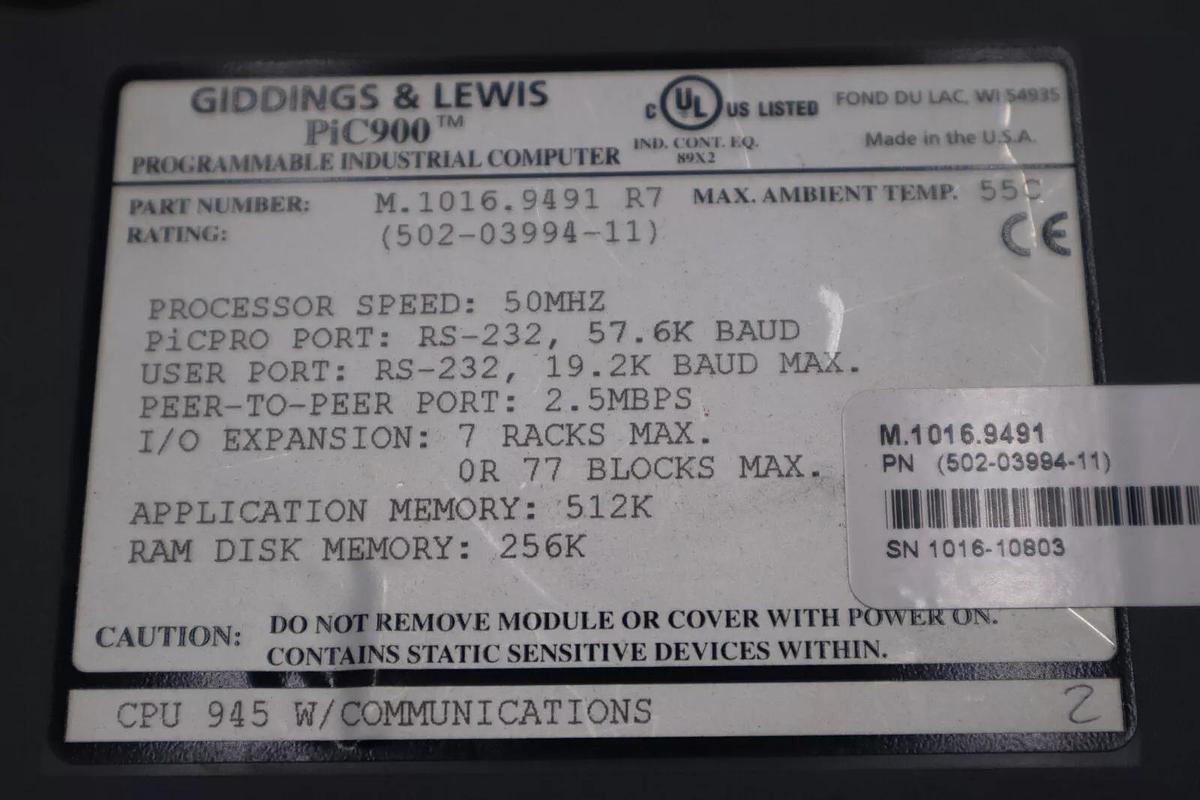 GIDDINGS & LEWIS
PiC900™
PROGRAMMABLE INDUSTRIAL COMPUTER
C UL US LISTED
IND. CONT. EQ.
89X2
FOND DU LAC, WI 54935
Made in the U.S.A.
PART NUMBER: M.1016.9491 R7 MAX. AMBIENT TEMP. 55C
RATING: (502-03994-11) CE
PROCESSOR SPEED: 50MHZ
PiCPRO PORT: RS-232, 57.6K BAUD
USER PORT: RS-232, 19.2K BAUD MAX.
PEER-TO-PEER PORT: 2.5MBPS
I/O EXPANSION: 7 RACKS MAX.
OR 77 BLOCKS MAX.
APPLICATION MEMORY: 512K
RAM DISK MEMORY: 256K
M.1016.9491
PN (502-03994-11)
SN 1016-10803
CAUTION: DO NOT REMOVE MODULE OR COVER WITH POWER ON.
CONTAINS STATIC SENSITIVE DEVICES WITHIN.
CPU 945 W/COMMUNICATIONS 2